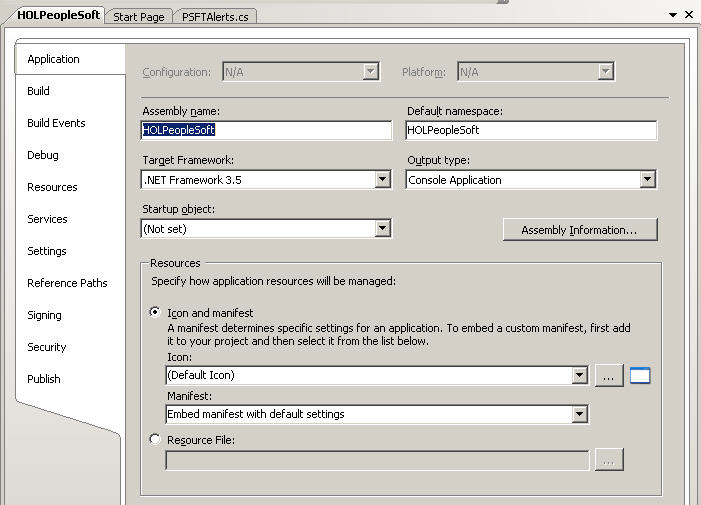 HOLPeopleSoft Start Page PSFTAlerts.cs
Application
Build
Build Events
Debug
Resources
Services
Settings
Reference Paths
Signing
Security
Publish
Configuration: N/A Platform: N/A
Assembly name: Default namespace:
HOLPeopleSoft HOLPeopleSoft
Target Framework: Output type:
.NET Framework 3.5 Console Application
Startup object:
(Not set) Assembly Information...
Resources
Specify how application resources will be managed:
Icon and manifest
A manifest determines specific settings for an application. To embed a custom manifest, first add
it to your project and then select it from the list below.
Icon:
(Default Icon) ...
Manifest:
Embed manifest with default settings
Resource File:
...